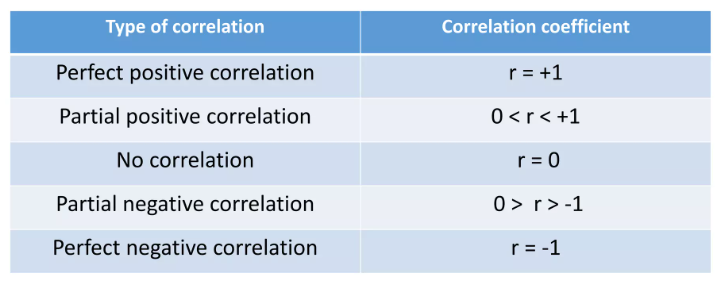 Type of correlation Correlation coefficient
Perfect positive correlation r = +1
Partial positive correlation 0 < r < +1
No correlation r = 0
Partial negative correlation 0 > r > -1
Perfect negative correlation r = -1